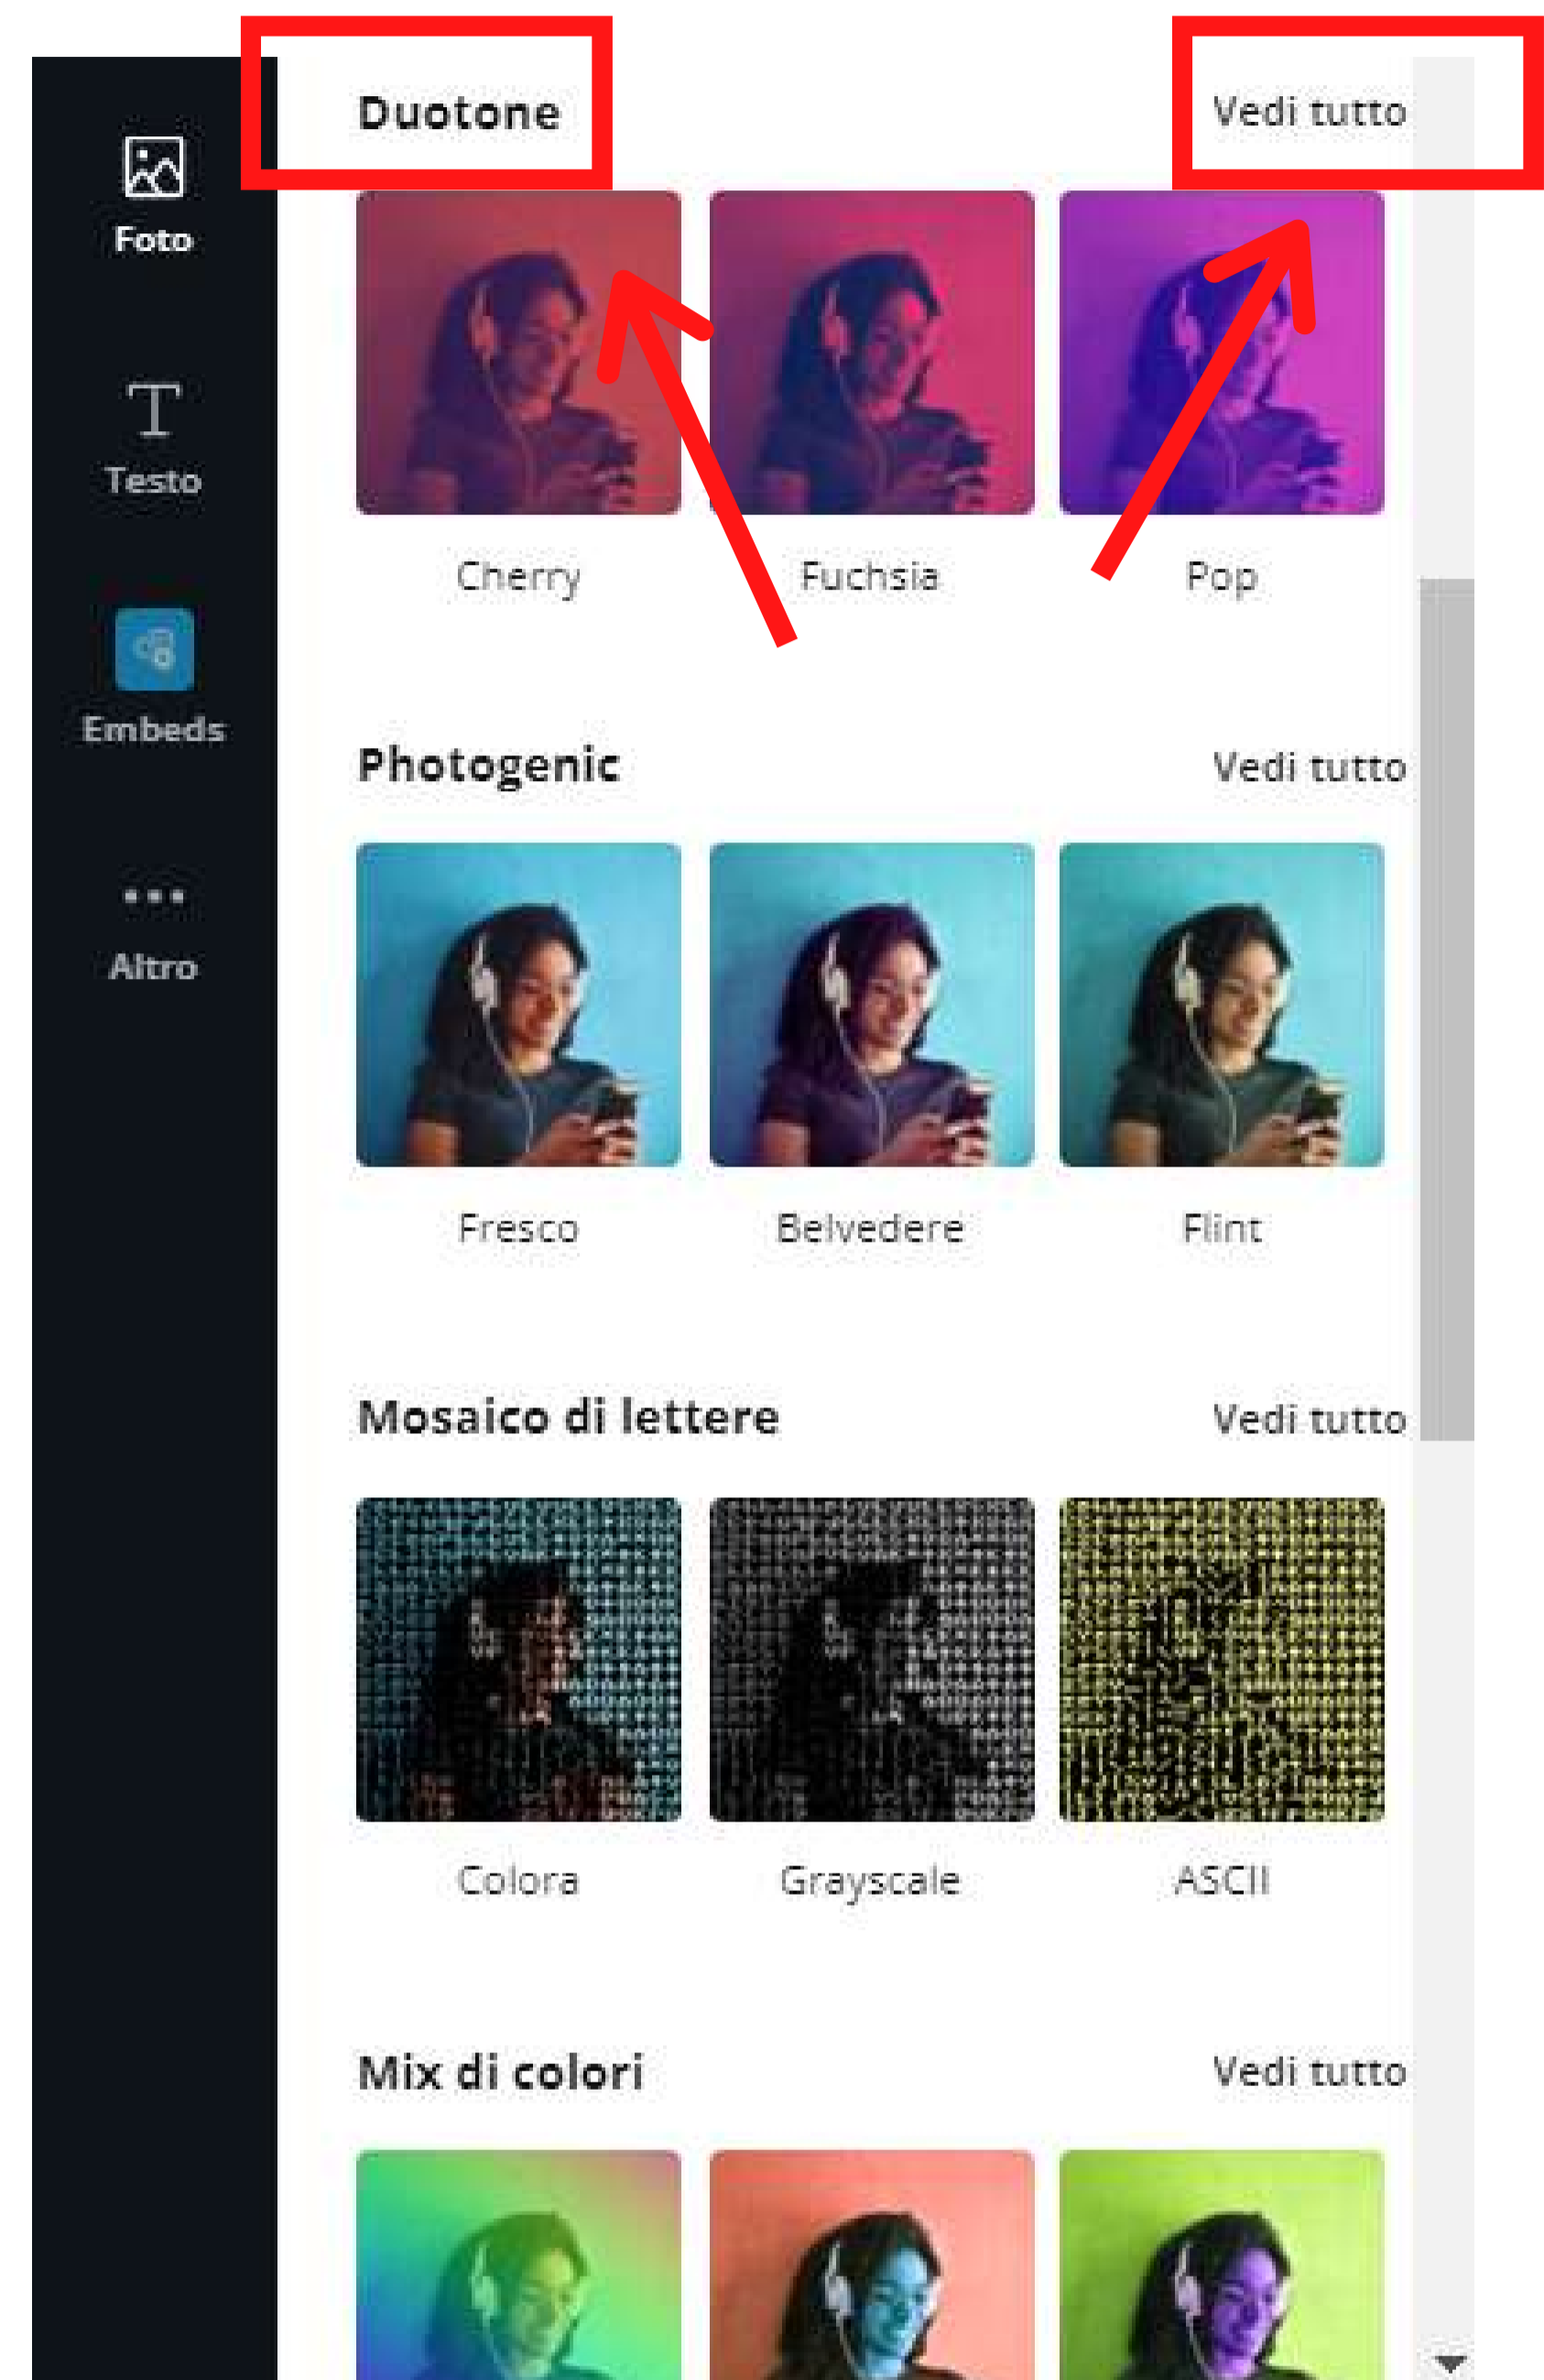 Foto
Testo
Embeds
Altro
Duotone
Vedi tutto
Cherry
Fuchsia
Pop
Photogenic
Vedi tutto
Fresco
Belvedere
Flint
Mosaico di lettere
Vedi tutto
Colora
Grayscale
ASCII
Mix di colori
Vedi tutto